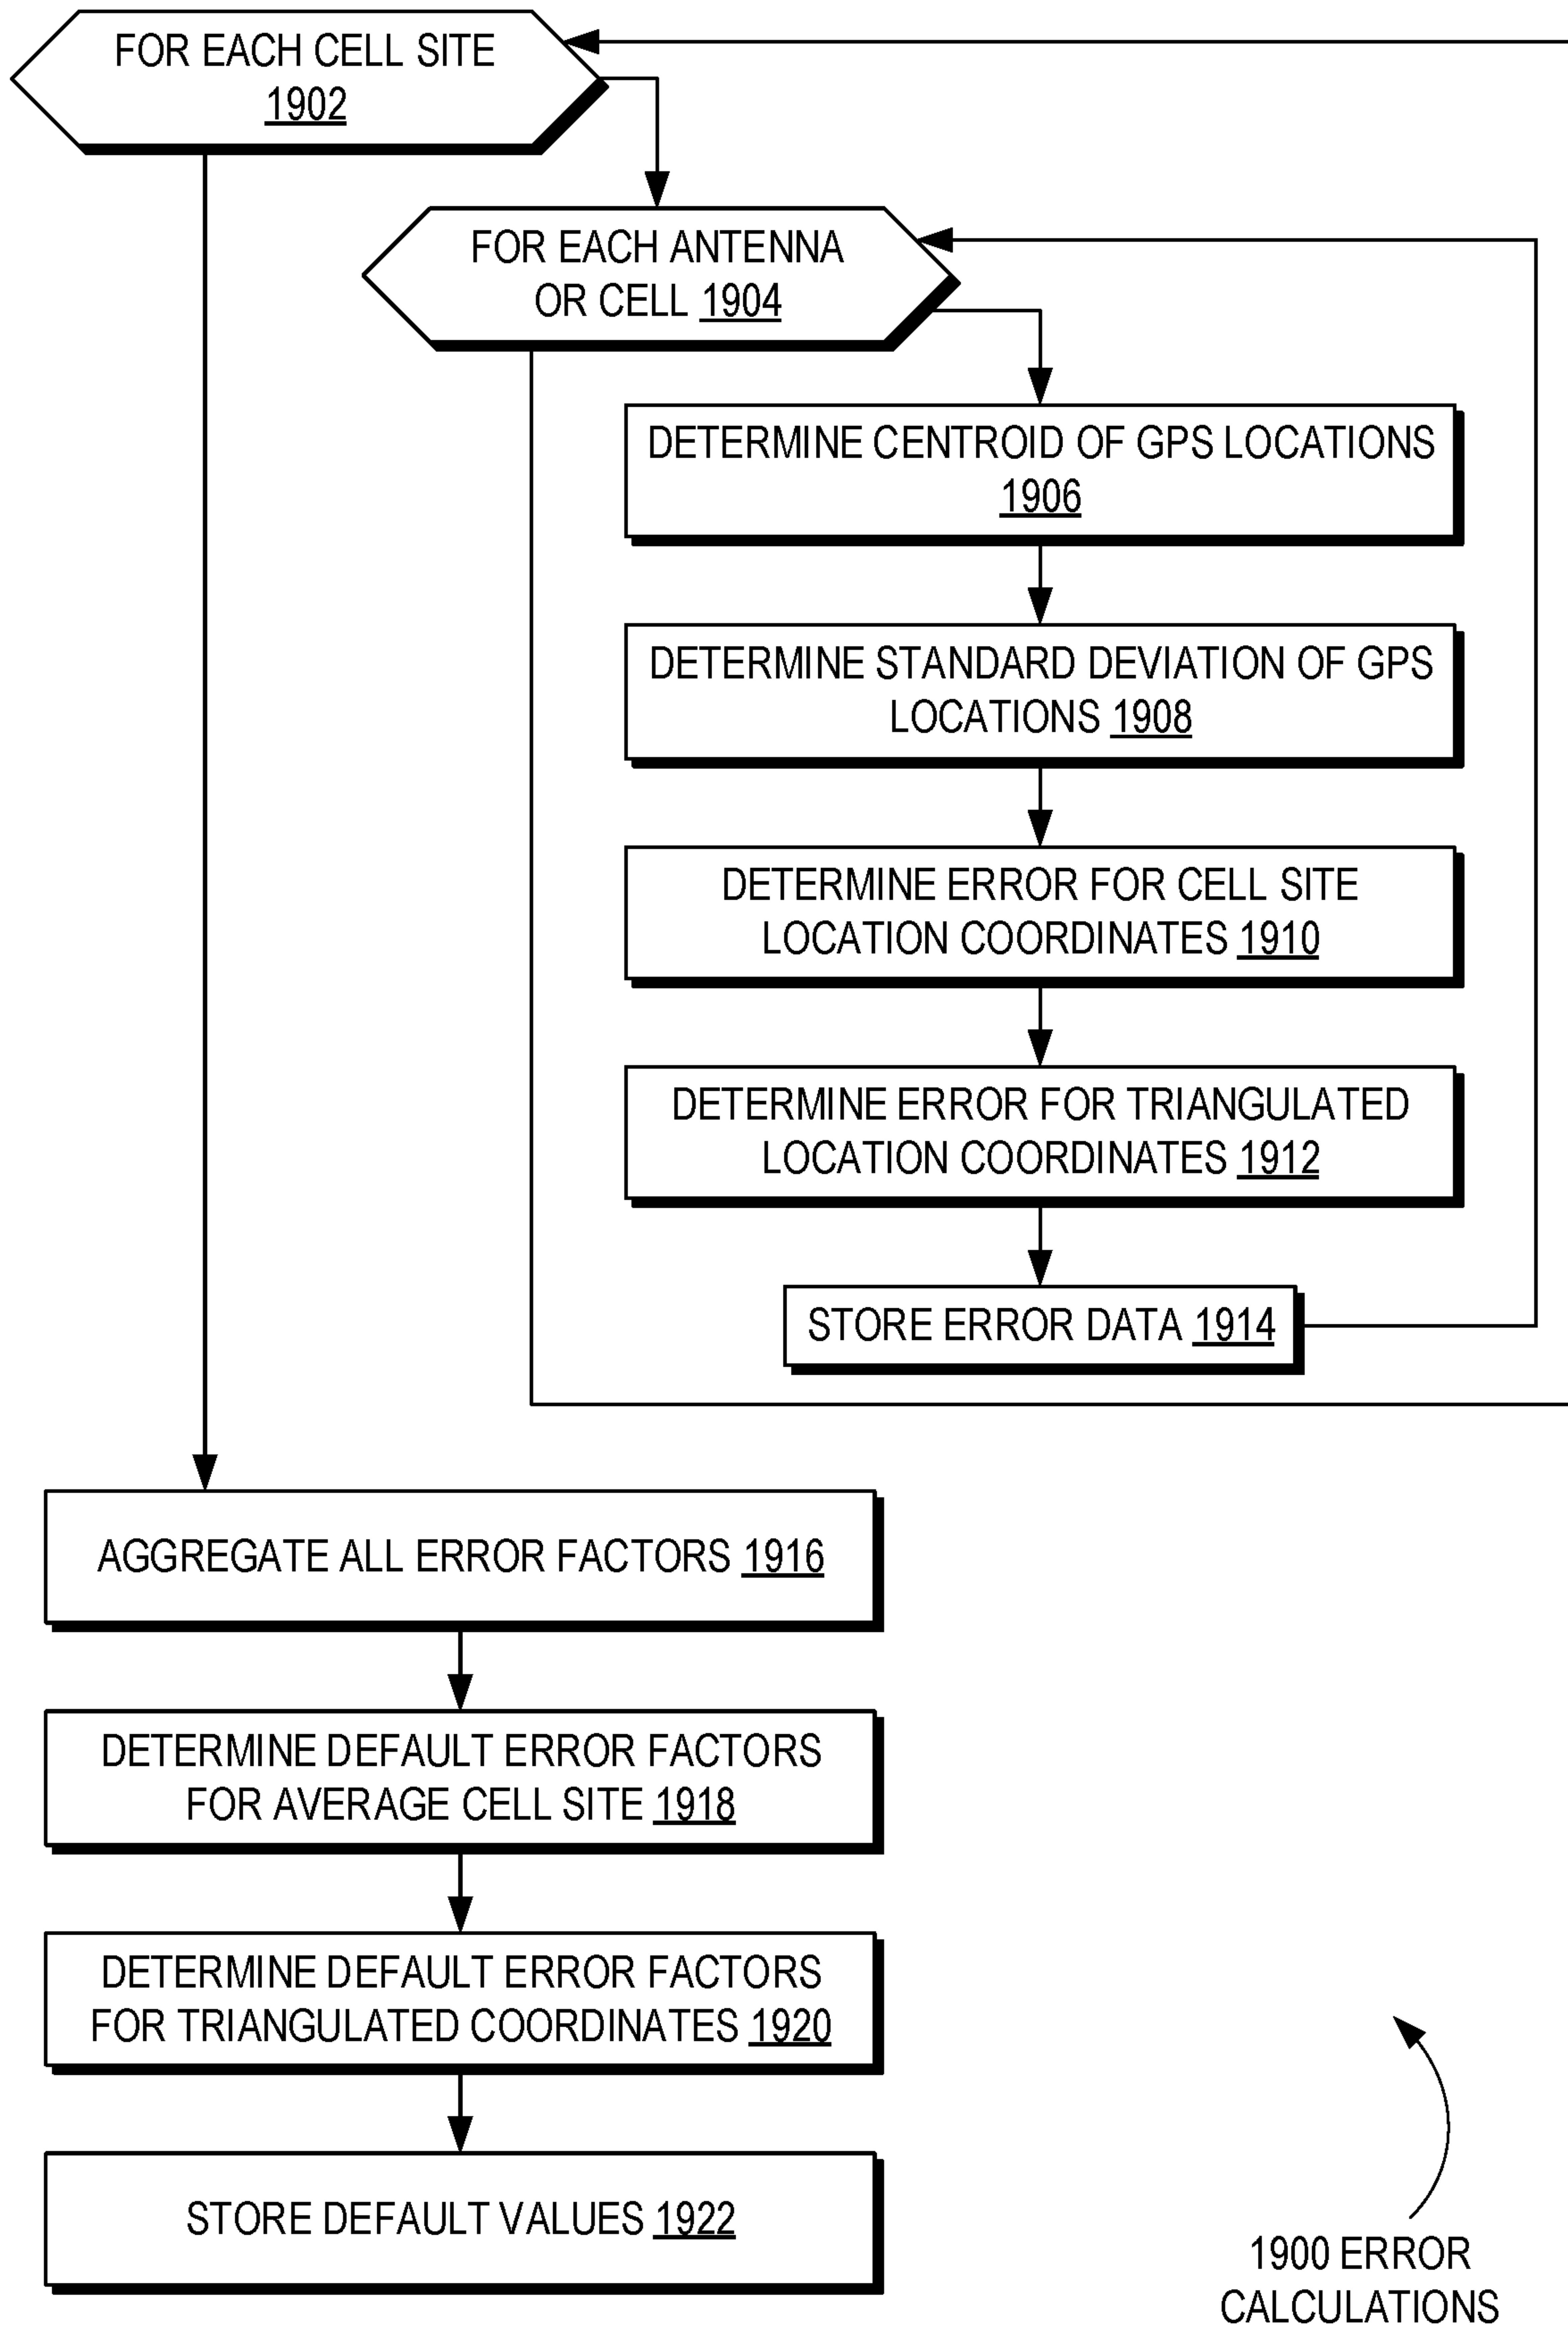 FOR EACH CELL SITE
1902
FOR EACH ANTENNA
OR CELL 1904
DETERMINE CENTROID OF GPS LOCATIONS
1906
DETERMINE STANDARD DEVIATION OF GPS
LOCATIONS 1908
DETERMINE ERROR FOR CELL SITE
LOCATION COORDINATES 1910
DETERMINE ERROR FOR TRIANGULATED
LOCATION COORDINATES 1912
STORE ERROR DATA 1914
AGGREGATE ALL ERROR FACTORS 1916
DETERMINE DEFAULT ERROR FACTORS
FOR AVERAGE CELL SITE 1918
DETERMINE DEFAULT ERROR FACTORS
FOR TRIANGULATED COORDINATES 1920
STORE DEFAULT VALUES 1922
1900 ERROR
CALCULATIONS